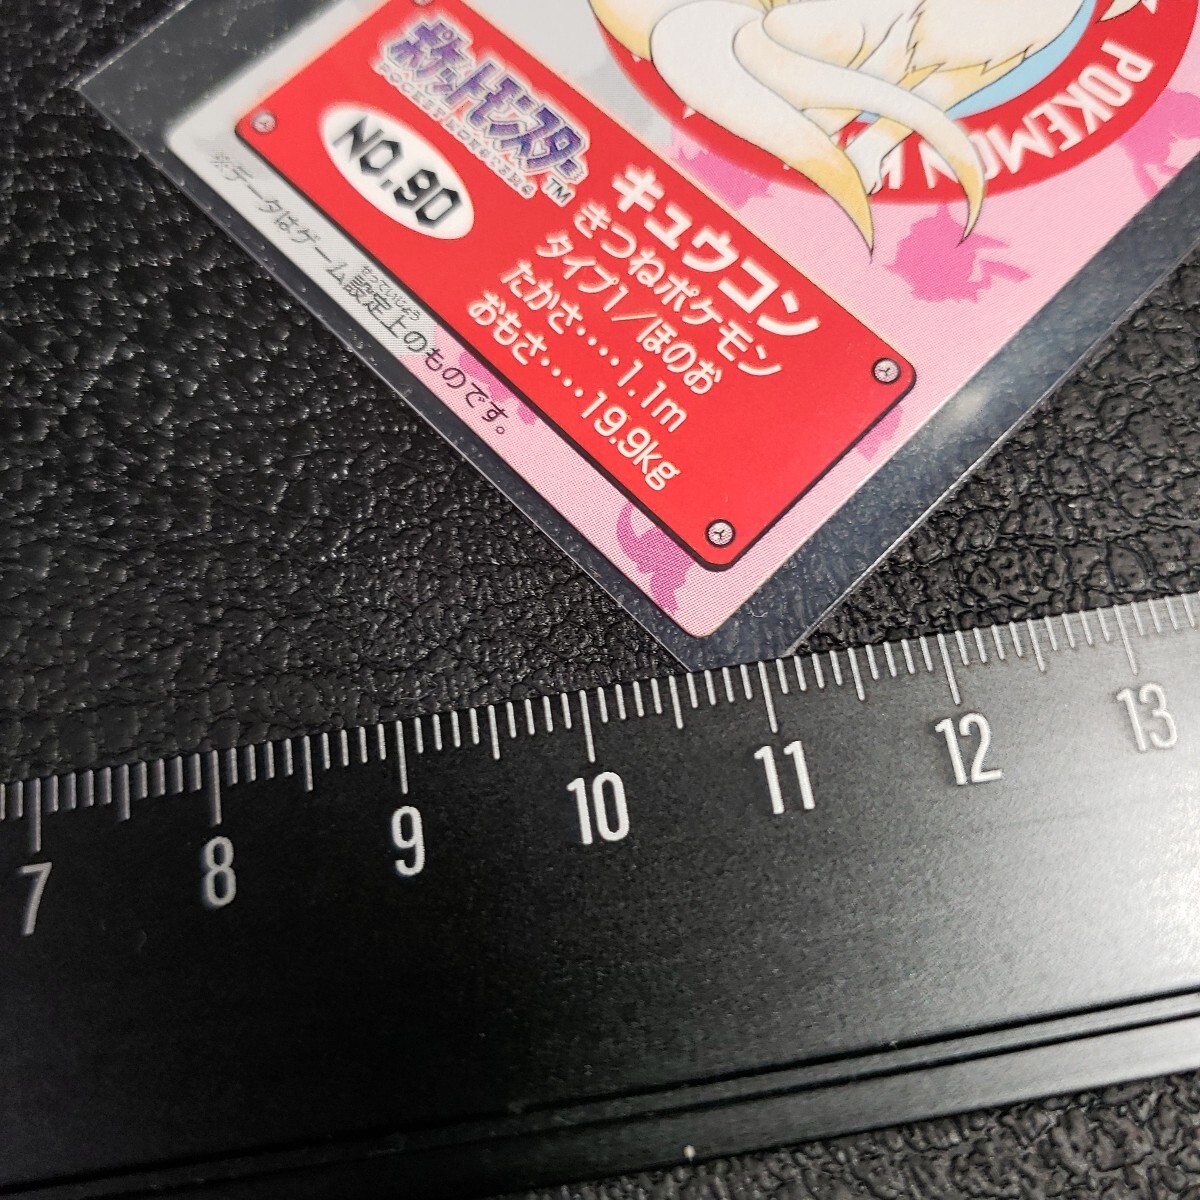 ポケットモンスター™
POCKET MONSTERS
NO.90
キュウコン
きつねポケモン
タイプ1/ほのお
たかさ‥‥1.1m
おもさ‥‥19.9kg
※データはゲーム設定上のものです。
POKEMON
7 8 9 10 11 12 13